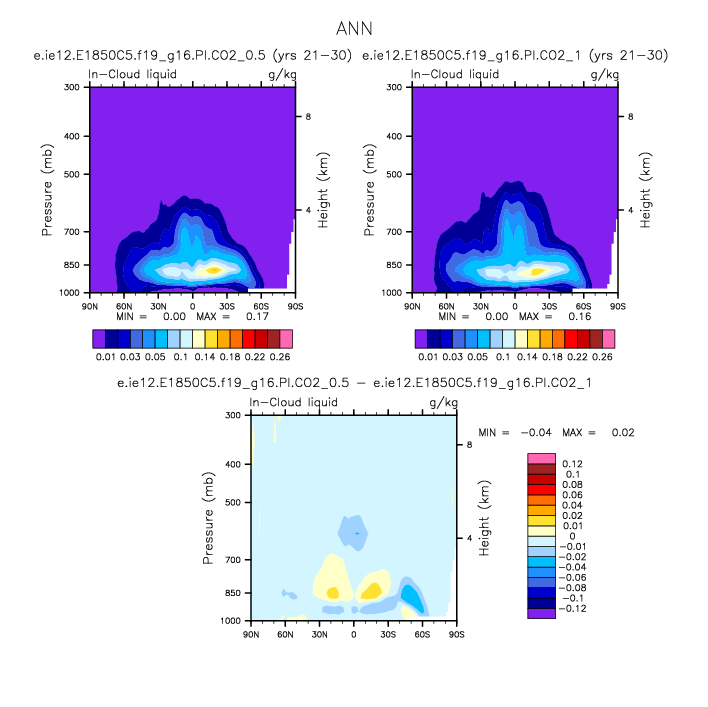 ANN
e.ie12.E1850C5.f19_g16.PI.CO2_0.5 (yrs 21-30) e.ie12.E1850C5.f19_g16.PI.CO2_1 (yrs 21-30)
In-Cloud liquid g/kg In-Cloud liquid g/kg
300 300
8 8
400 400
500 500
Pressure (mb) Height (km) Pressure (mb) Height (km)
4 4
700 700
850 850
1000 1000
90N 60N 30N 0 30S 60S 90S 90N 60N 30N 0 30S 60S 90S
MIN = 0.00 MAX = 0.17 MIN = 0.00 MAX = 0.16
0.01 0.03 0.05 0.1 0.14 0.18 0.22 0.26 0.01 0.03 0.05 0.1 0.14 0.18 0.22 0.26
e.ie12.E1850C5.f19_g16.PI.CO2_0.5 - e.ie12.E1850C5.f19_g16.PI.CO2_1
In-Cloud liquid g/kg
300
8
400
500
Pressure (mb) Height (km)
4
700
850
1000
90N 60N 30N 0 30S 60S 90S
MIN = -0.04 MAX = 0.02
0.12
0.1
0.08
0.06
0.04
0.02
0.01
0
-0.01
-0.02
-0.04
-0.06
-0.08
-0.1
-0.12